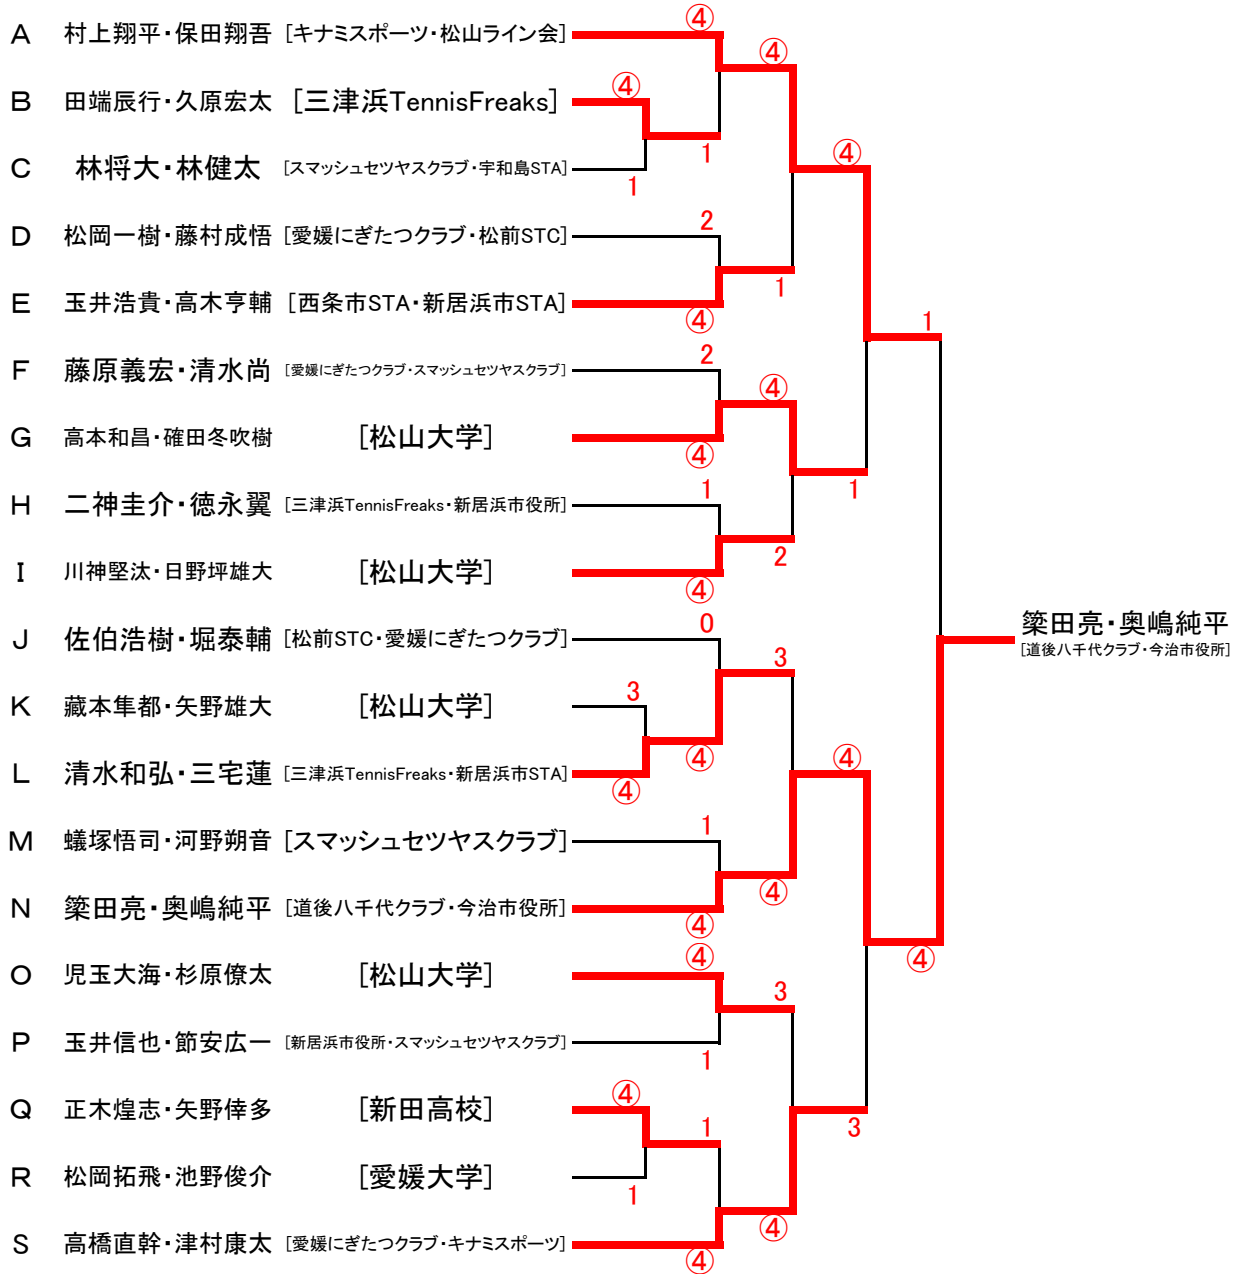 A 村上翔平・保田翔吾 [キナミスポーツ・松山ライン会] ④
④
B 田端辰行・久原宏太 [三津浜TennisFreaks] ④
1
④
C 林将大・林健太 [スマッシュセツヤスクラブ・宇和島STA] 1
D 松岡一樹・藤村成悟 [愛媛にぎたつクラブ・松前STC] 2
1
E 玉井浩貴・高木亨輔 [西条市STA・新居浜市STA] ④
1
F 藤原義宏・清水尚 [愛媛にぎたつクラブ・スマッシュセツヤスクラブ] 2
④
G 高本和昌・確田冬吹樹 [松山大学] ④
1
H 二神圭介・徳永翼 [三津浜TennisFreaks・新居浜市役所] 1
2
I 川神堅汰・日野坪雄大 [松山大学] ④
J 佐伯浩樹・堀泰輔 [松前STC・愛媛にぎたつクラブ] 0
簗田亮・奥嶋純平
[道後八千代クラブ・今治市役所]
3
K 藏本隼都・矢野雄大 [松山大学] 3
④
④
L 清水和弘・三宅蓮 [三津浜TennisFreaks・新居浜市STA] ④
M 蟻塚悟司・河野朔音 [スマッシュセツヤスクラブ] 1
④
N 簗田亮・奥嶋純平 [道後八千代クラブ・今治市役所] ④
④
O 児玉大海・杉原僚太 [松山大学] ④
3
P 玉井信也・節安広一 [新居浜市役所・スマッシュセツヤスクラブ] 1
Q 正木煌志・矢野倖多 [新田高校] ④
1
3
R 松岡拓飛・池野俊介 [愛媛大学] 1
④
S 高橋直幹・津村康太 [愛媛にぎたつクラブ・キナミスポーツ] ④